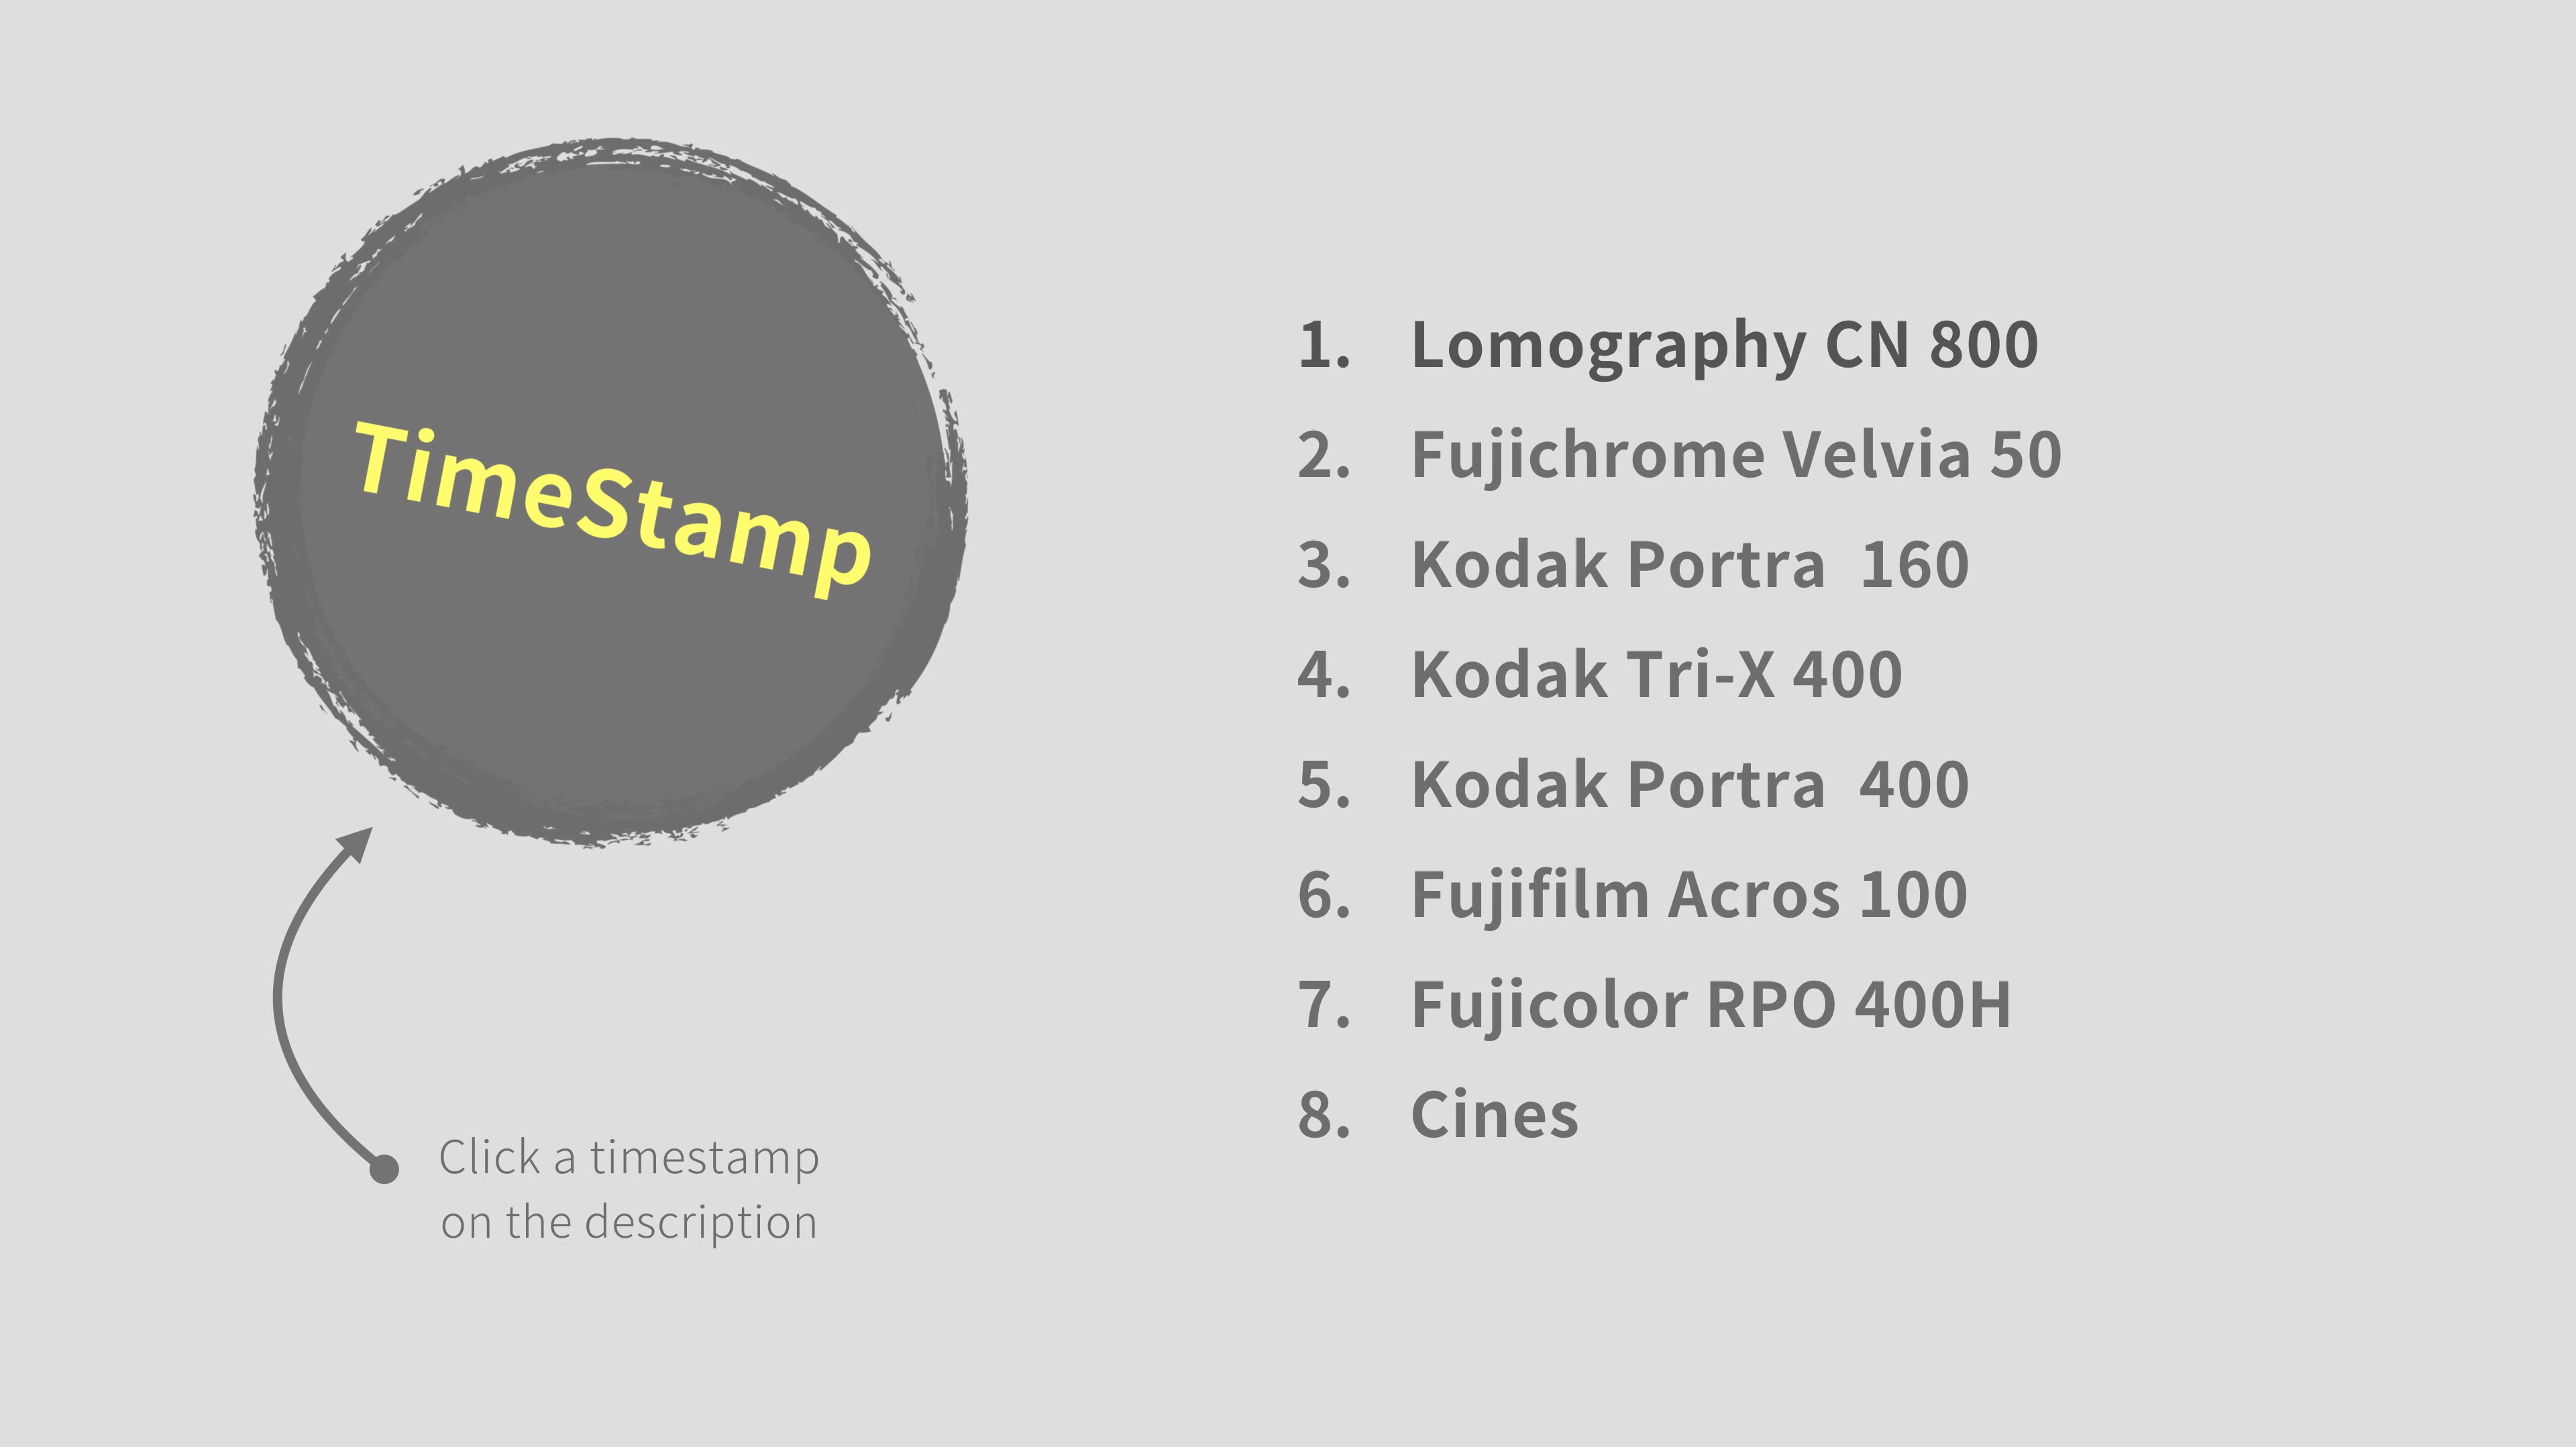 TimeStamp
Click a timestamp
on the description
1. Lomography CN 800
2. Fujichrome Velvia 50
3. Kodak Portra  160
4. Kodak Tri-X 400
5. Kodak Portra  400
6. Fujifilm Acros 100
7. Fujicolor RPO 400H
8. Cines